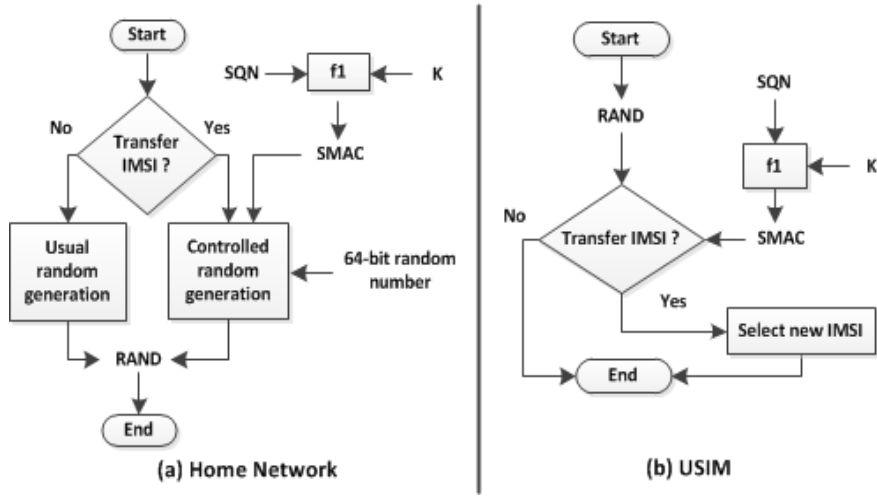 Start
SQN
f1
K
No
Transfer
IMSI ?
Yes
SMAC
Usual
random
generation
Controlled
random
generation
64-bit random
number
RAND
End
(a) Home Network
Start
RAND
SQN
f1
K
No
Transfer IMSI ?
SMAC
Yes
Select new IMSI
End
(b) USIM